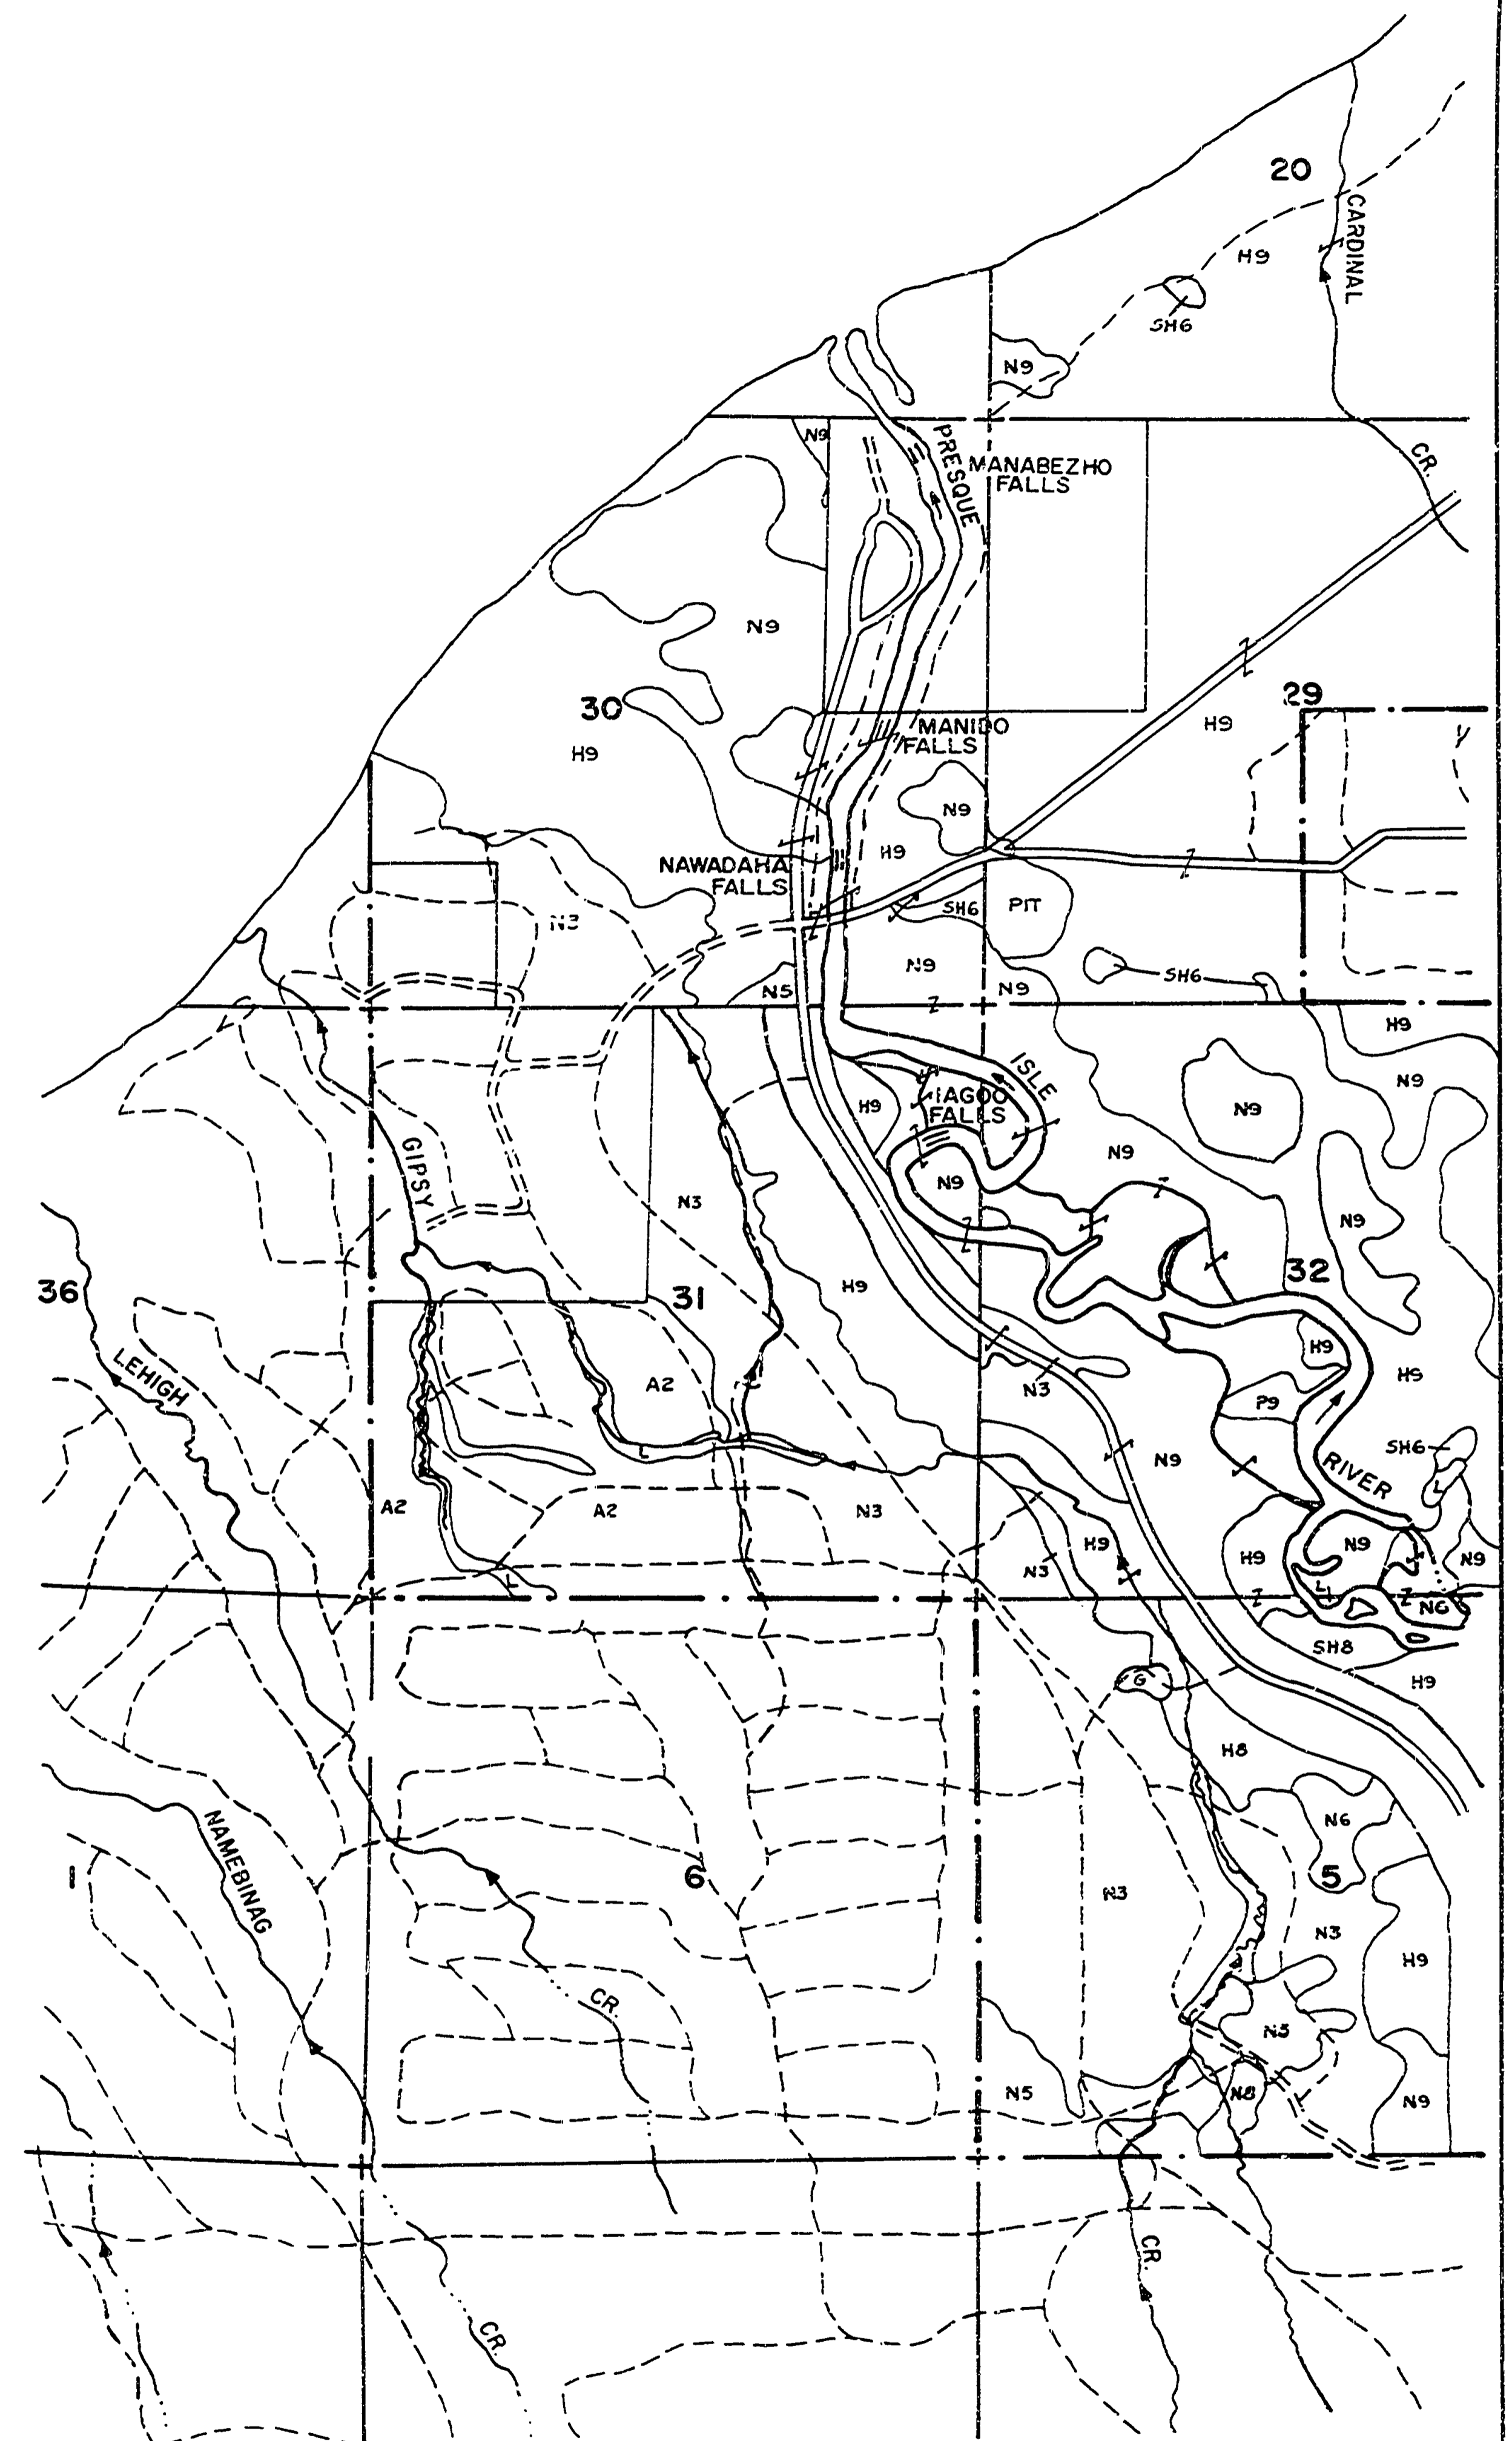 20
CARDINAL
H9
SH6
N9
N9
PRESQUE
CR.
MANABEZHO
FALLS
N9
30
29
H9
MANIDO
FALLS
H9
N9
H9
NAWADAHA
FALLS
SH6
PIT
N3
N9
SH6
N5
N9
H9
ISLE
N9
IAGOO
FALLS
H9
N9
GIPSY
N9
N9
N3
N9
36
H9
32
31
H9
LEHIGH
H9
A2
N3
P9
SH6
N9
RIVER
L
L
A2
A2
N3
H9
N9
H9
N9
N3
L
L
N6
SH8
G
H9
H8
NAMEBINAG
N6
1
6
5
N3
N3
H9
CR.
N5
N5
N8
N9
CR.
CR.